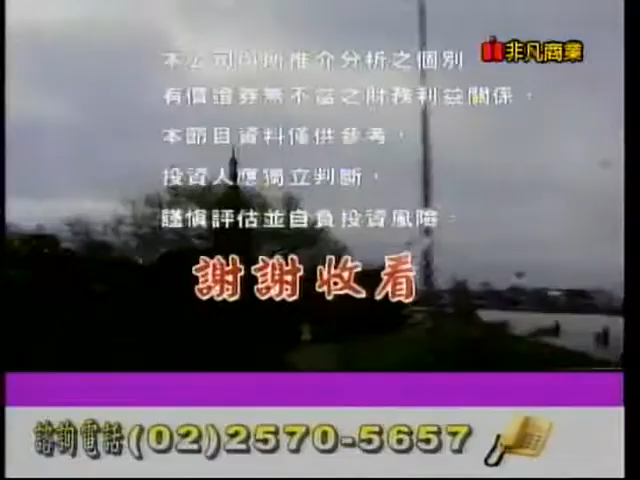 非凡商業
本公司與所推介分析之個別
有價證券無不當之財務利益關係，
本節目資料僅供參考，
投資人應獨立判斷，
謹慎評估並自負投資風險。
謝謝收看
諮詢電話(02)2570-5657